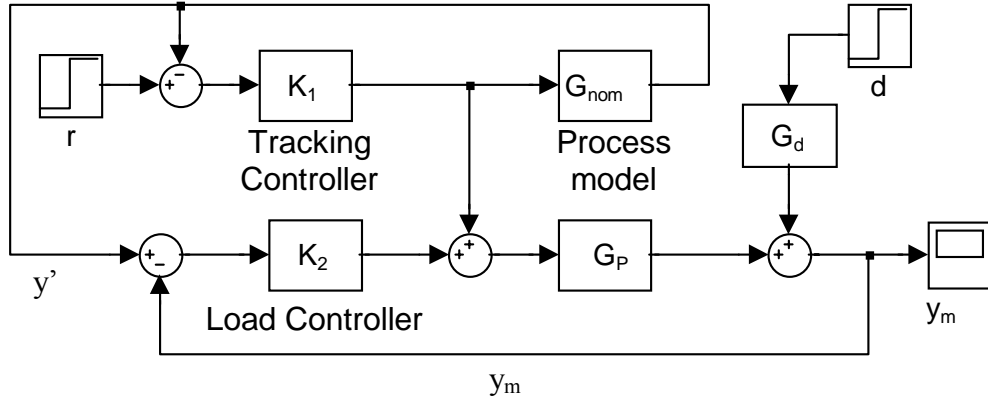 K1
Gnom
r
d
Tracking
Controller
Process
model
Gd
K2
GP
y'
Load Controller
ym
ym